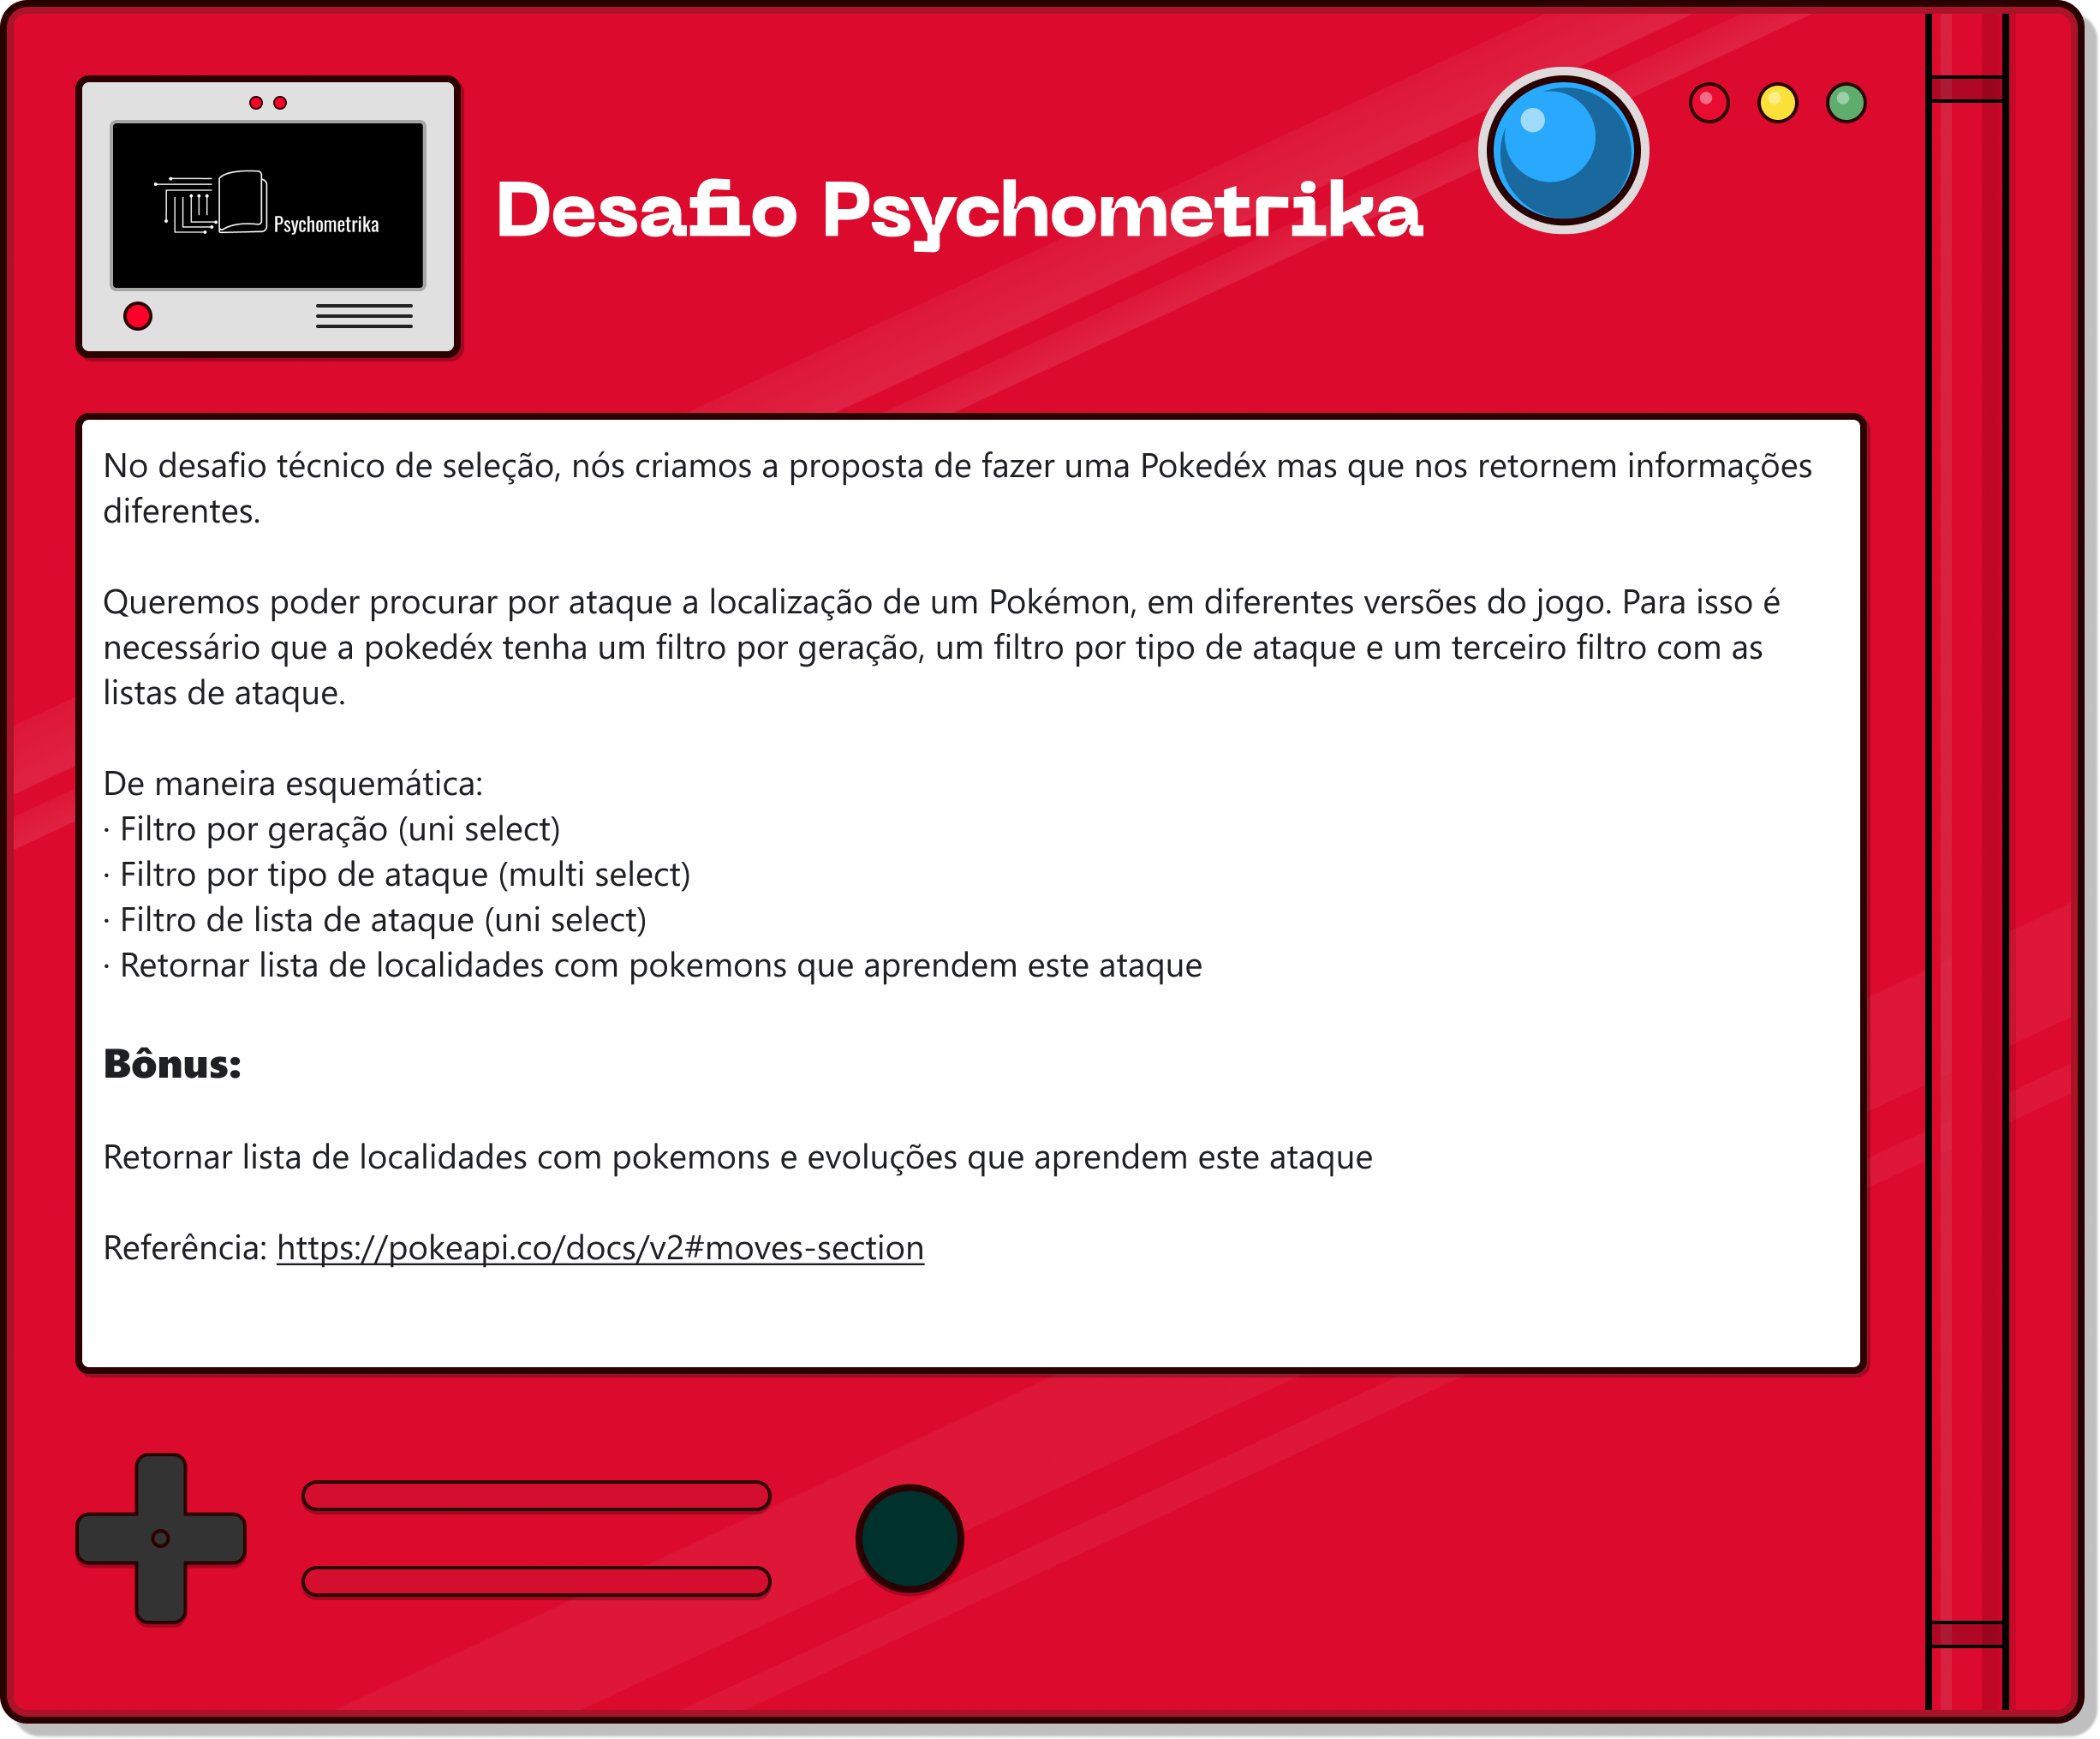 Psychometrika
Desafio Psychometrika
No desafio técnico de seleção, nós criamos a proposta de fazer uma Pokedéx mas que nos retornem informações
diferentes.
Queremos poder procurar por ataque a localização de um Pokémon, em diferentes versões do jogo. Para isso é
necessário que a pokedéx tenha um filtro por geração, um filtro por tipo de ataque e um terceiro filtro com as
listas de ataque.
De maneira esquemática:
· Filtro por geração (uni select)
· Filtro por tipo de ataque (multi select)
· Filtro de lista de ataque (uni select)
· Retornar lista de localidades com pokemons que aprendem este ataque
Bônus:
Retornar lista de localidades com pokemons e evoluções que aprendem este ataque
Referência: https://pokeapi.co/docs/v2#moves-section